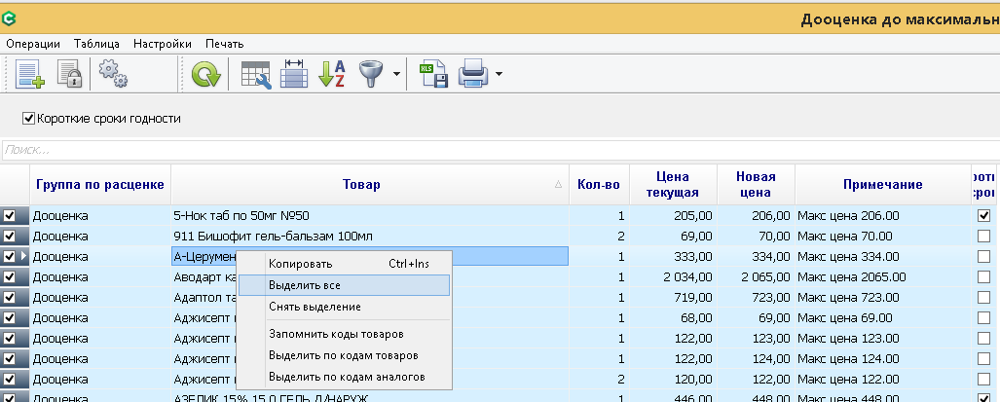 Дооценка до максимальн
Операции Таблица Настройки Печать
Короткие сроки годности
Поиск...
Группа по расценке Товар Кол-во Цена текущая Новая цена Примечание
Дооценка 5-Нок таб по 50мг №50 1 205,00 206,00 Макс цена 206.00
Дооценка 911 Бишофит гель-бальзам 100мл 2 69,00 70,00 Макс цена 70.00
Дооценка А-Церумен 1 333,00 334,00 Макс цена 334.00
Дооценка Аводарт ка 1 2 034,00 2 065,00 Макс цена 2065.00
Дооценка Адаптол та 1 719,00 723,00 Макс цена 723.00
Дооценка Аджисепт 1 68,00 69,00 Макс цена 69.00
Дооценка Аджисепт 1 122,00 123,00 Макс цена 123.00
Дооценка Аджисепт 1 122,00 124,00 Макс цена 124.00
Дооценка Аджисепт 2 120,00 122,00 Макс цена 122.00
Дооценка АЗЕЛИК 15% 15,0 ГЕЛЬ Д/НАРУЖ 1 446,00 448,00 Макс цена 448.00
Копировать Ctrl+Ins
Выделить все
Снять выделение
Запомнить коды товаров
Выделить по кодам товаров
Выделить по кодам аналогов